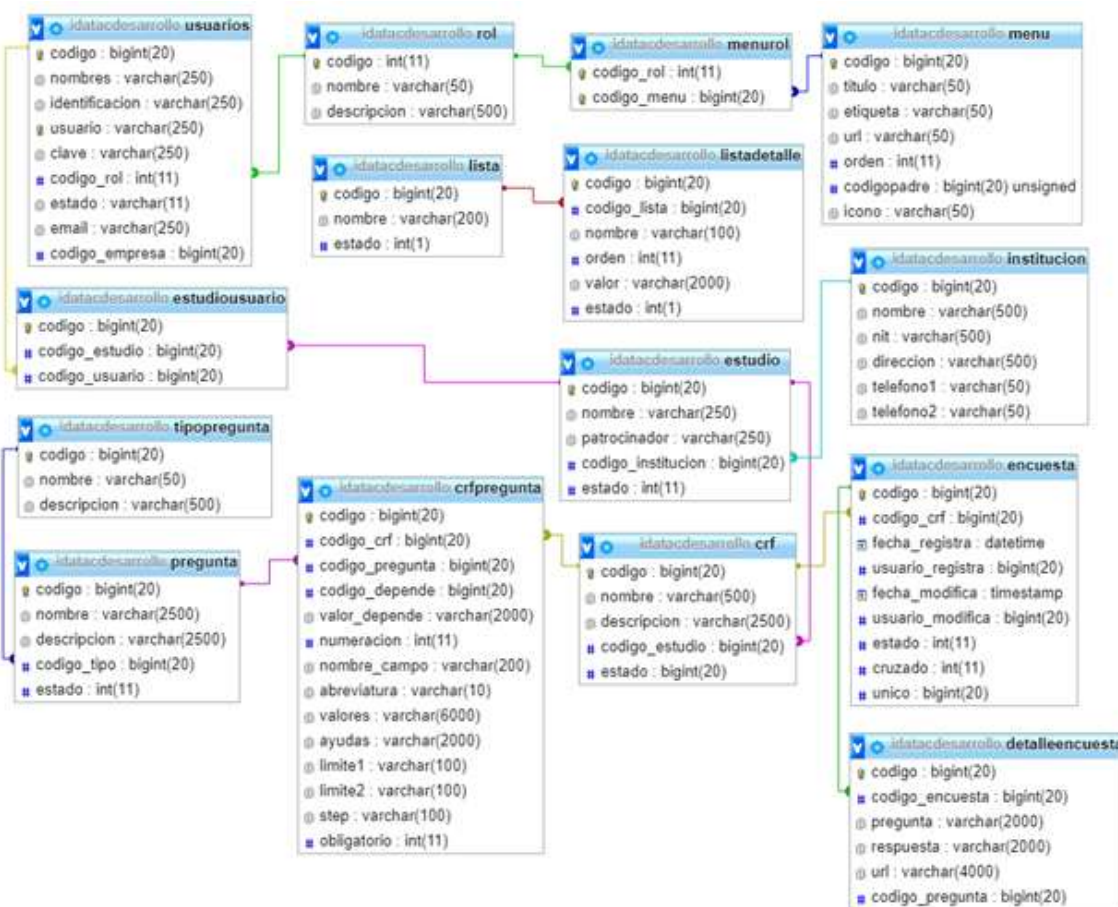 idatacdesarrollo usuarios
codigo : bigint(20)
nombres : varchar(250)
identificacion : varchar(250)
usuario : varchar(250)
clave : varchar(250)
codigo_rol : int(11)
estado : varchar(11)
email : varchar(250)
codigo_empresa : bigint(20)
idatacdesarrollo rol
codigo : int(11)
nombre : varchar(50)
descripcion : varchar(500)
idatacdesarrollo menurol
codigo_rol : int(11)
codigo_menu : bigint(20)
idatacdesarrollo menu
codigo : bigint(20)
titulo : varchar(50)
etiqueta : varchar(50)
url : varchar(50)
orden : int(11)
codigopadre : bigint(20) unsigned
icono : varchar(50)
idatacdesarrollo lista
codigo : bigint(20)
nombre : varchar(200)
estado : int(1)
idatacdesarrollo listadetalle
codigo : bigint(20)
codigo_lista : bigint(20)
nombre : varchar(100)
orden : int(11)
valor : varchar(2000)
estado : int(1)
idatacdesarrollo institucion
codigo : bigint(20)
nombre : varchar(500)
nit : varchar(500)
direccion : varchar(500)
telefono1 : varchar(50)
telefono2 : varchar(50)
idatacdesarrollo estudiousuario
codigo : bigint(20)
codigo_estudio : bigint(20)
codigo_usuario : bigint(20)
idatacdesarrollo estudio
codigo : bigint(20)
nombre : varchar(250)
patrocinador : varchar(250)
codigo_institucion : bigint(20)
estado : int(11)
idatacdesarrollo tipopregunta
codigo : bigint(20)
nombre : varchar(50)
descripcion : varchar(500)
idatacdesarrollo crfpregunta
codigo : bigint(20)
codigo_crf : bigint(20)
codigo_pregunta : bigint(20)
codigo_depende : bigint(20)
valor_depende : varchar(2000)
numeracion : int(11)
nombre_campo : varchar(200)
abreviatura : varchar(10)
valores : varchar(6000)
ayudas : varchar(2000)
limite1 : varchar(100)
limite2 : varchar(100)
step : varchar(100)
obligatorio : int(11)
idatacdesarrollo encuesta
codigo : bigint(20)
codigo_crf : bigint(20)
fecha_registra : datetime
usuario_registra : bigint(20)
fecha_modifica : timestamp
usuario_modifica : bigint(20)
estado : int(11)
cruzado : int(11)
unico : bigint(20)
idatacdesarrollo pregunta
codigo : bigint(20)
nombre : varchar(2500)
descripcion : varchar(2500)
codigo_tipo : bigint(20)
estado : int(11)
idatacdesarrollo crf
codigo : bigint(20)
nombre : varchar(500)
descripcion : varchar(2500)
codigo_estudio : bigint(20)
estado : bigint(20)
idatacdesarrollo detalleencuesta
codigo : bigint(20)
codigo_encuesta : bigint(20)
pregunta : varchar(2000)
respuesta : varchar(2000)
url : varchar(4000)
codigo_pregunta : bigint(20)